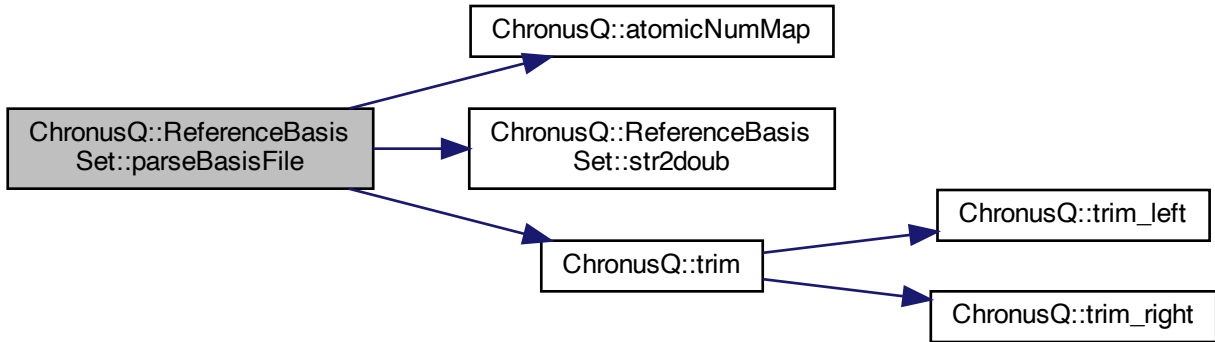 ChronusQ::atomicNumMap
ChronusQ::ReferenceBasis
Set::parseBasisFile
ChronusQ::ReferenceBasis
Set::str2doub
ChronusQ::trim
ChronusQ::trim_left
ChronusQ::trim_right